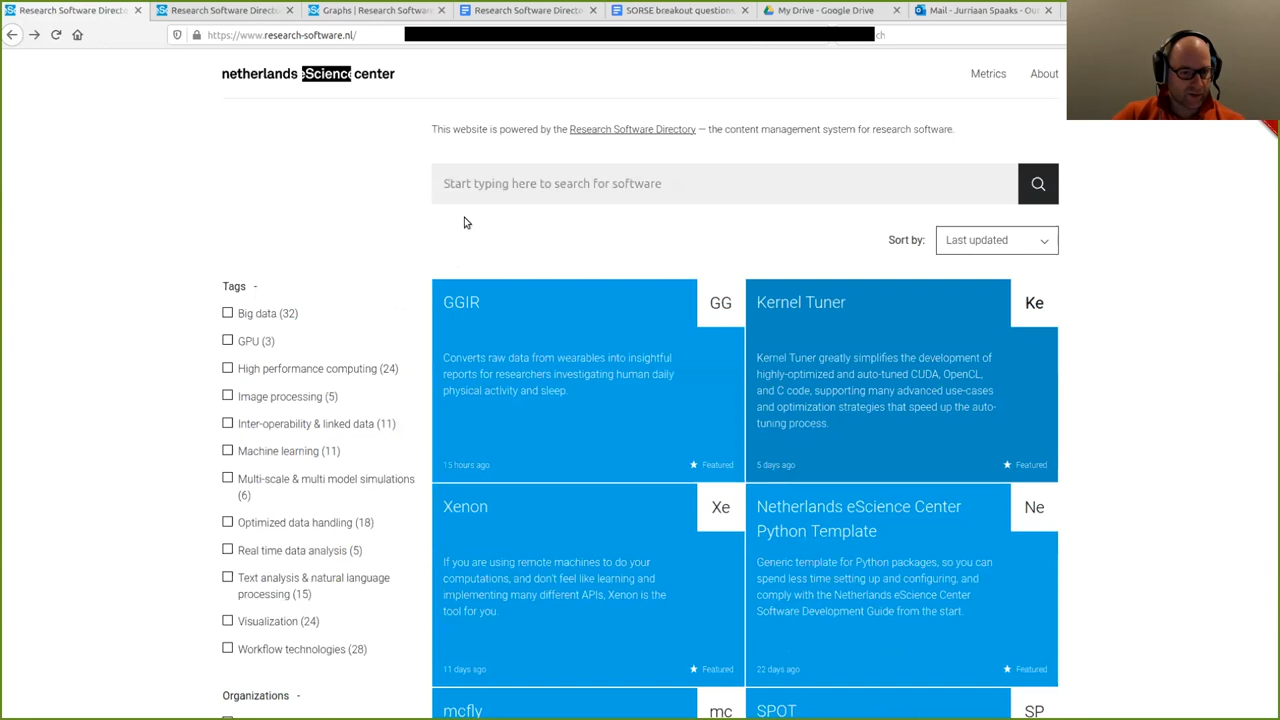 Research Software Directo
Research Software Directo
Graphs | Research Softwar
Research Software Directo
SORSE breakout questions
My Drive - Google Drive
Mail - Jurriaan Spaaks - Ou
https://www.research-software.nl/
ch
netherlands eScience center
Metrics
About
This website is powered by the Research Software Directory — the content management system for research software.
Start typing here to search for software
Sort by:
Last updated
Tags -
Big data (32)
GPU (3)
High performance computing (24)
Image processing (5)
Inter-operability & linked data (11)
Machine learning (11)
Multi-scale & multi model simulations
(6)
Optimized data handling (18)
Real time data analysis (5)
Text analysis & natural language
processing (15)
Visualization (24)
Workflow technologies (28)
Organizations -
GGIR
GG
Converts raw data from wearables into insightful
reports for researchers investigating human daily
physical activity and sleep.
15 hours ago
Featured
Kernel Tuner
Ke
Kernel Tuner greatly simplifies the development of
highly-optimized and auto-tuned CUDA, OpenCL,
and C code, supporting many advanced use-cases
and optimization strategies that speed up the auto-
tuning process.
5 days ago
Featured
Xenon
Xe
If you are using remote machines to do your
computations, and don't feel like learning and
implementing many different APIs, Xenon is the
tool for you.
11 days ago
Featured
Netherlands eScience Center
Python Template
Ne
Generic template for Python packages, so you can
spend less time setting up and configuring, and
comply with the Netherlands eScience Center
Software Development Guide from the start.
22 days ago
Featured
mcfly
mc
SPOT
SP